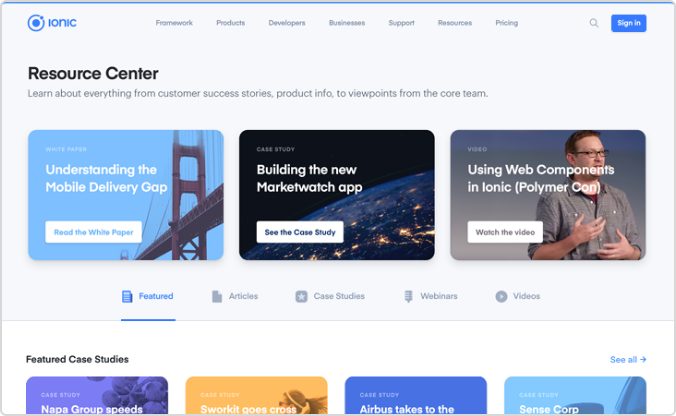 IONIC
Framework Products Developers Businesses Support Resources Pricing Sign in
Resource Center
Learn about everything from customer success stories, product info, to viewpoints from the core team.
WHITE PAPER
Understanding the
Mobile Delivery Gap
Read the White Paper
CASE STUDY
Building the new
Marketwatch app
See the Case Study
VIDEO
Using Web Components
in Ionic (Polymer Con)
Watch the video
Featured Articles Case Studies Webinars Videos
Featured Case Studies
See all →
CASE STUDY
Napa Group speeds
CASE STUDY
Sworkit goes cross
CASE STUDY
Airbus takes to the
CASE STUDY
Sense Corp